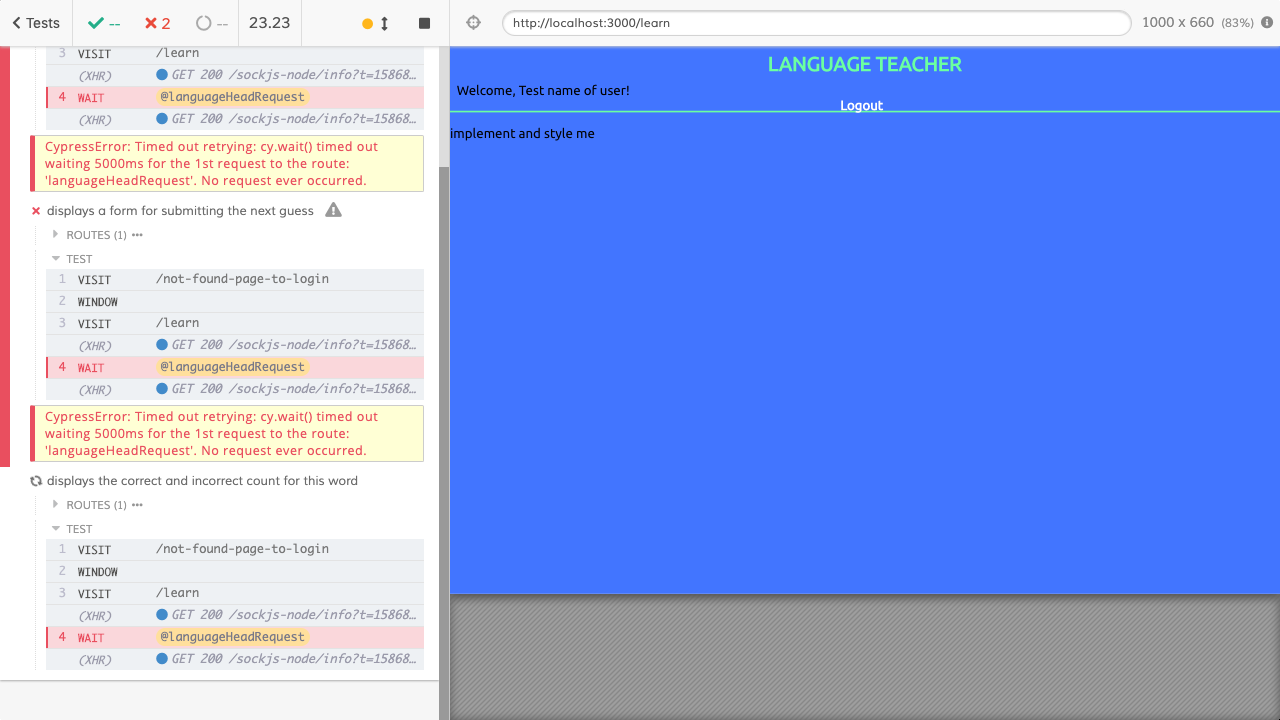 Tests
--
2
--
23.23
http://localhost:3000/learn
1000 x 660 (83%)
3 VISIT /learn
(XHR) GET 200 /sockjs-node/info?t=15868…
4 WAIT @languageHeadRequest
(XHR) GET 200 /sockjs-node/info?t=15868…
CypressError: Timed out retrying: cy.wait() timed out
waiting 5000ms for the 1st request to the route:
'languageHeadRequest'. No request ever occurred.
displays a form for submitting the next guess
ROUTES (1) •••
TEST
1 VISIT /not-found-page-to-login
2 WINDOW
3 VISIT /learn
(XHR) GET 200 /sockjs-node/info?t=15868…
4 WAIT @languageHeadRequest
(XHR) GET 200 /sockjs-node/info?t=15868…
CypressError: Timed out retrying: cy.wait() timed out
waiting 5000ms for the 1st request to the route:
'languageHeadRequest'. No request ever occurred.
displays the correct and incorrect count for this word
ROUTES (1) •••
TEST
1 VISIT /not-found-page-to-login
2 WINDOW
3 VISIT /learn
(XHR) GET 200 /sockjs-node/info?t=15868…
4 WAIT @languageHeadRequest
(XHR) GET 200 /sockjs-node/info?t=15868…
LANGUAGE TEACHER
Welcome, Test name of user!
Logout
implement and style me